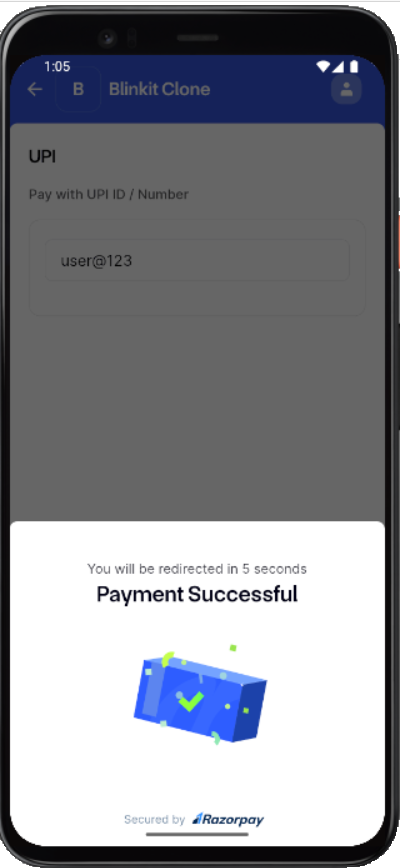 1:05
B Blinkit Clone
UPI
Pay with UPI ID / Number
user@123
You will be redirected in 5 seconds
Payment Successful
Secured by Razorpay